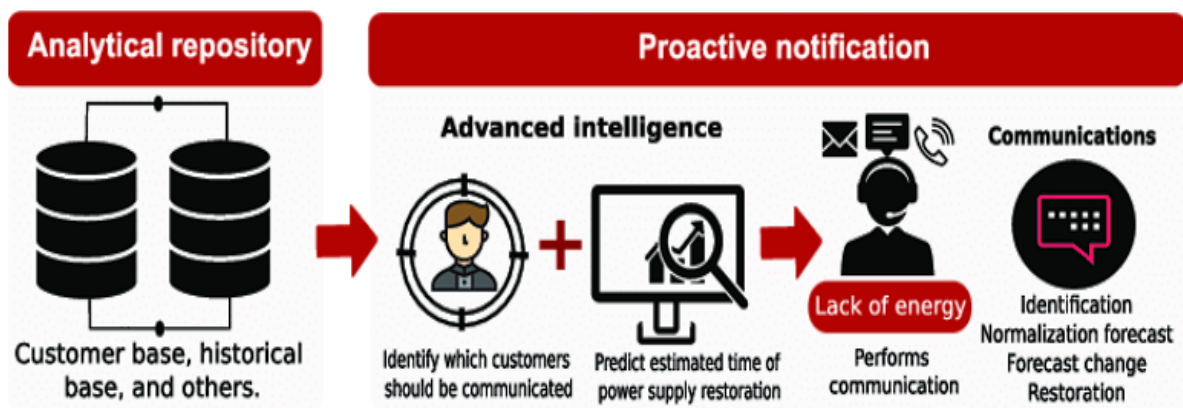 Analytical repository
Customer base, historical
base, and others.
Proactive notification
Advanced intelligence
Identify which customers
should be communicated
Predict estimated time of
power supply restoration
Lack of energy
Performs
communication
Communications
Identification
Normalization forecast
Forecast change
Restoration